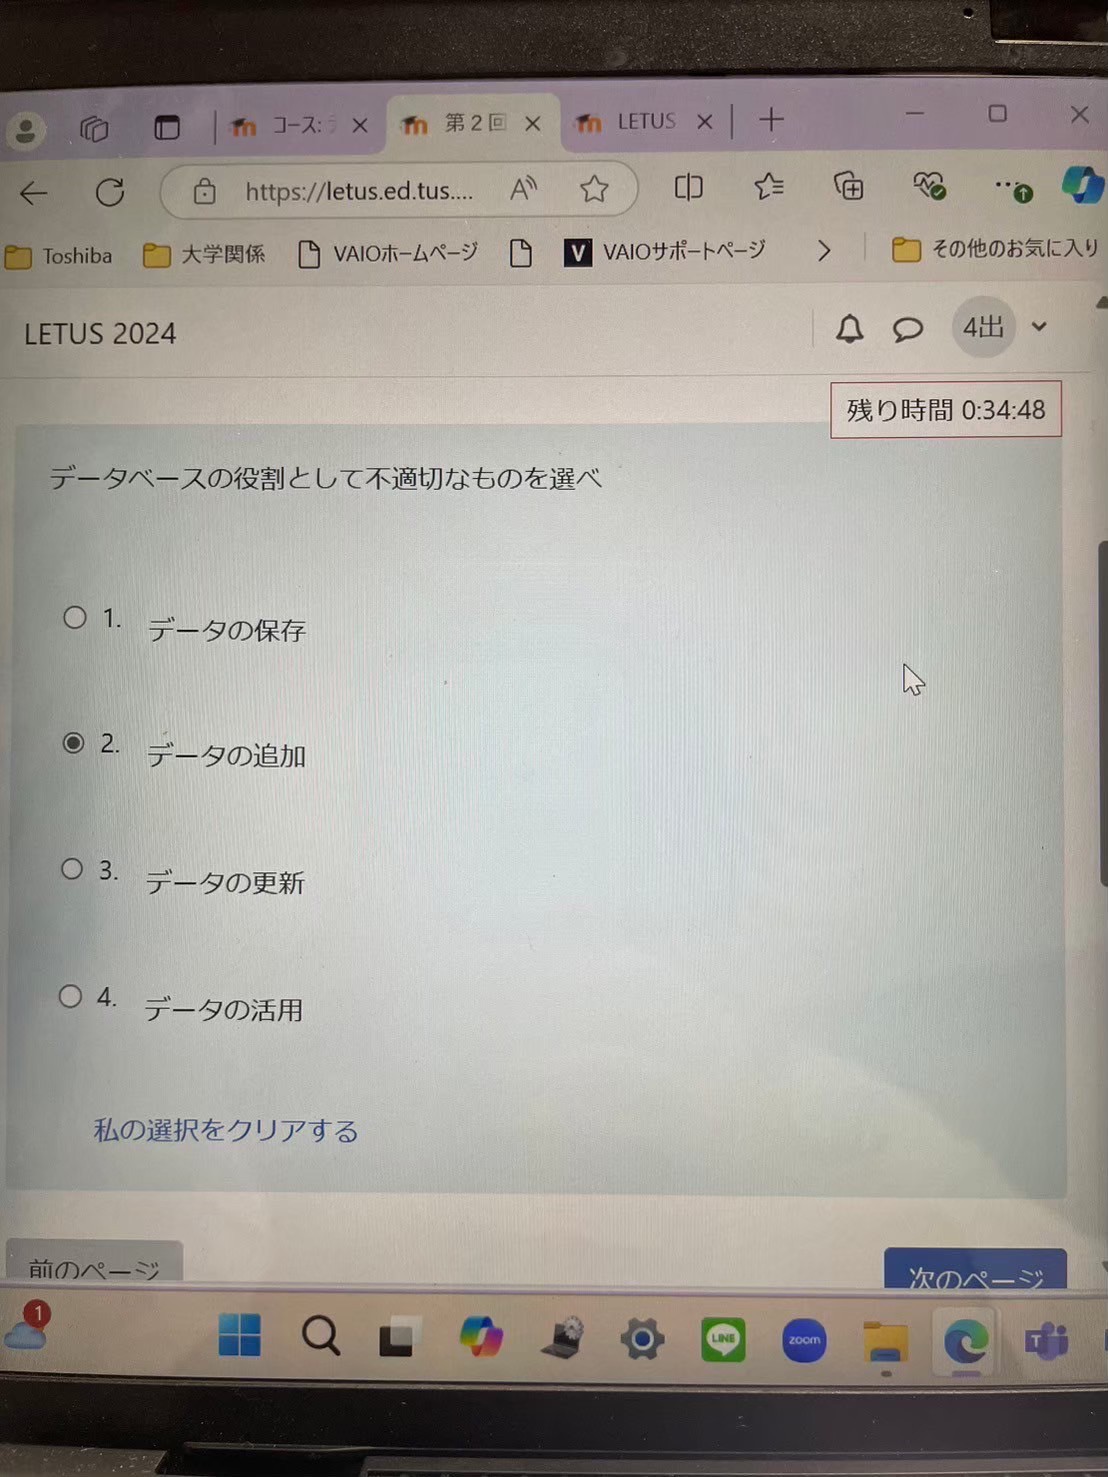 コース:
第2回
LETUS
https://letus.ed.tus....
Toshiba
大学関係
VAIOホームページ
V
VAIOサポートページ
その他のお気に入り
LETUS 2024
4出
残り時間 0:34:48
データベースの役割として不適切なものを選べ
1. データの保存
2. データの追加
3. データの更新
4. データの活用
私の選択をクリアする
前のページ
次のページ
1
LINE
zoom
T